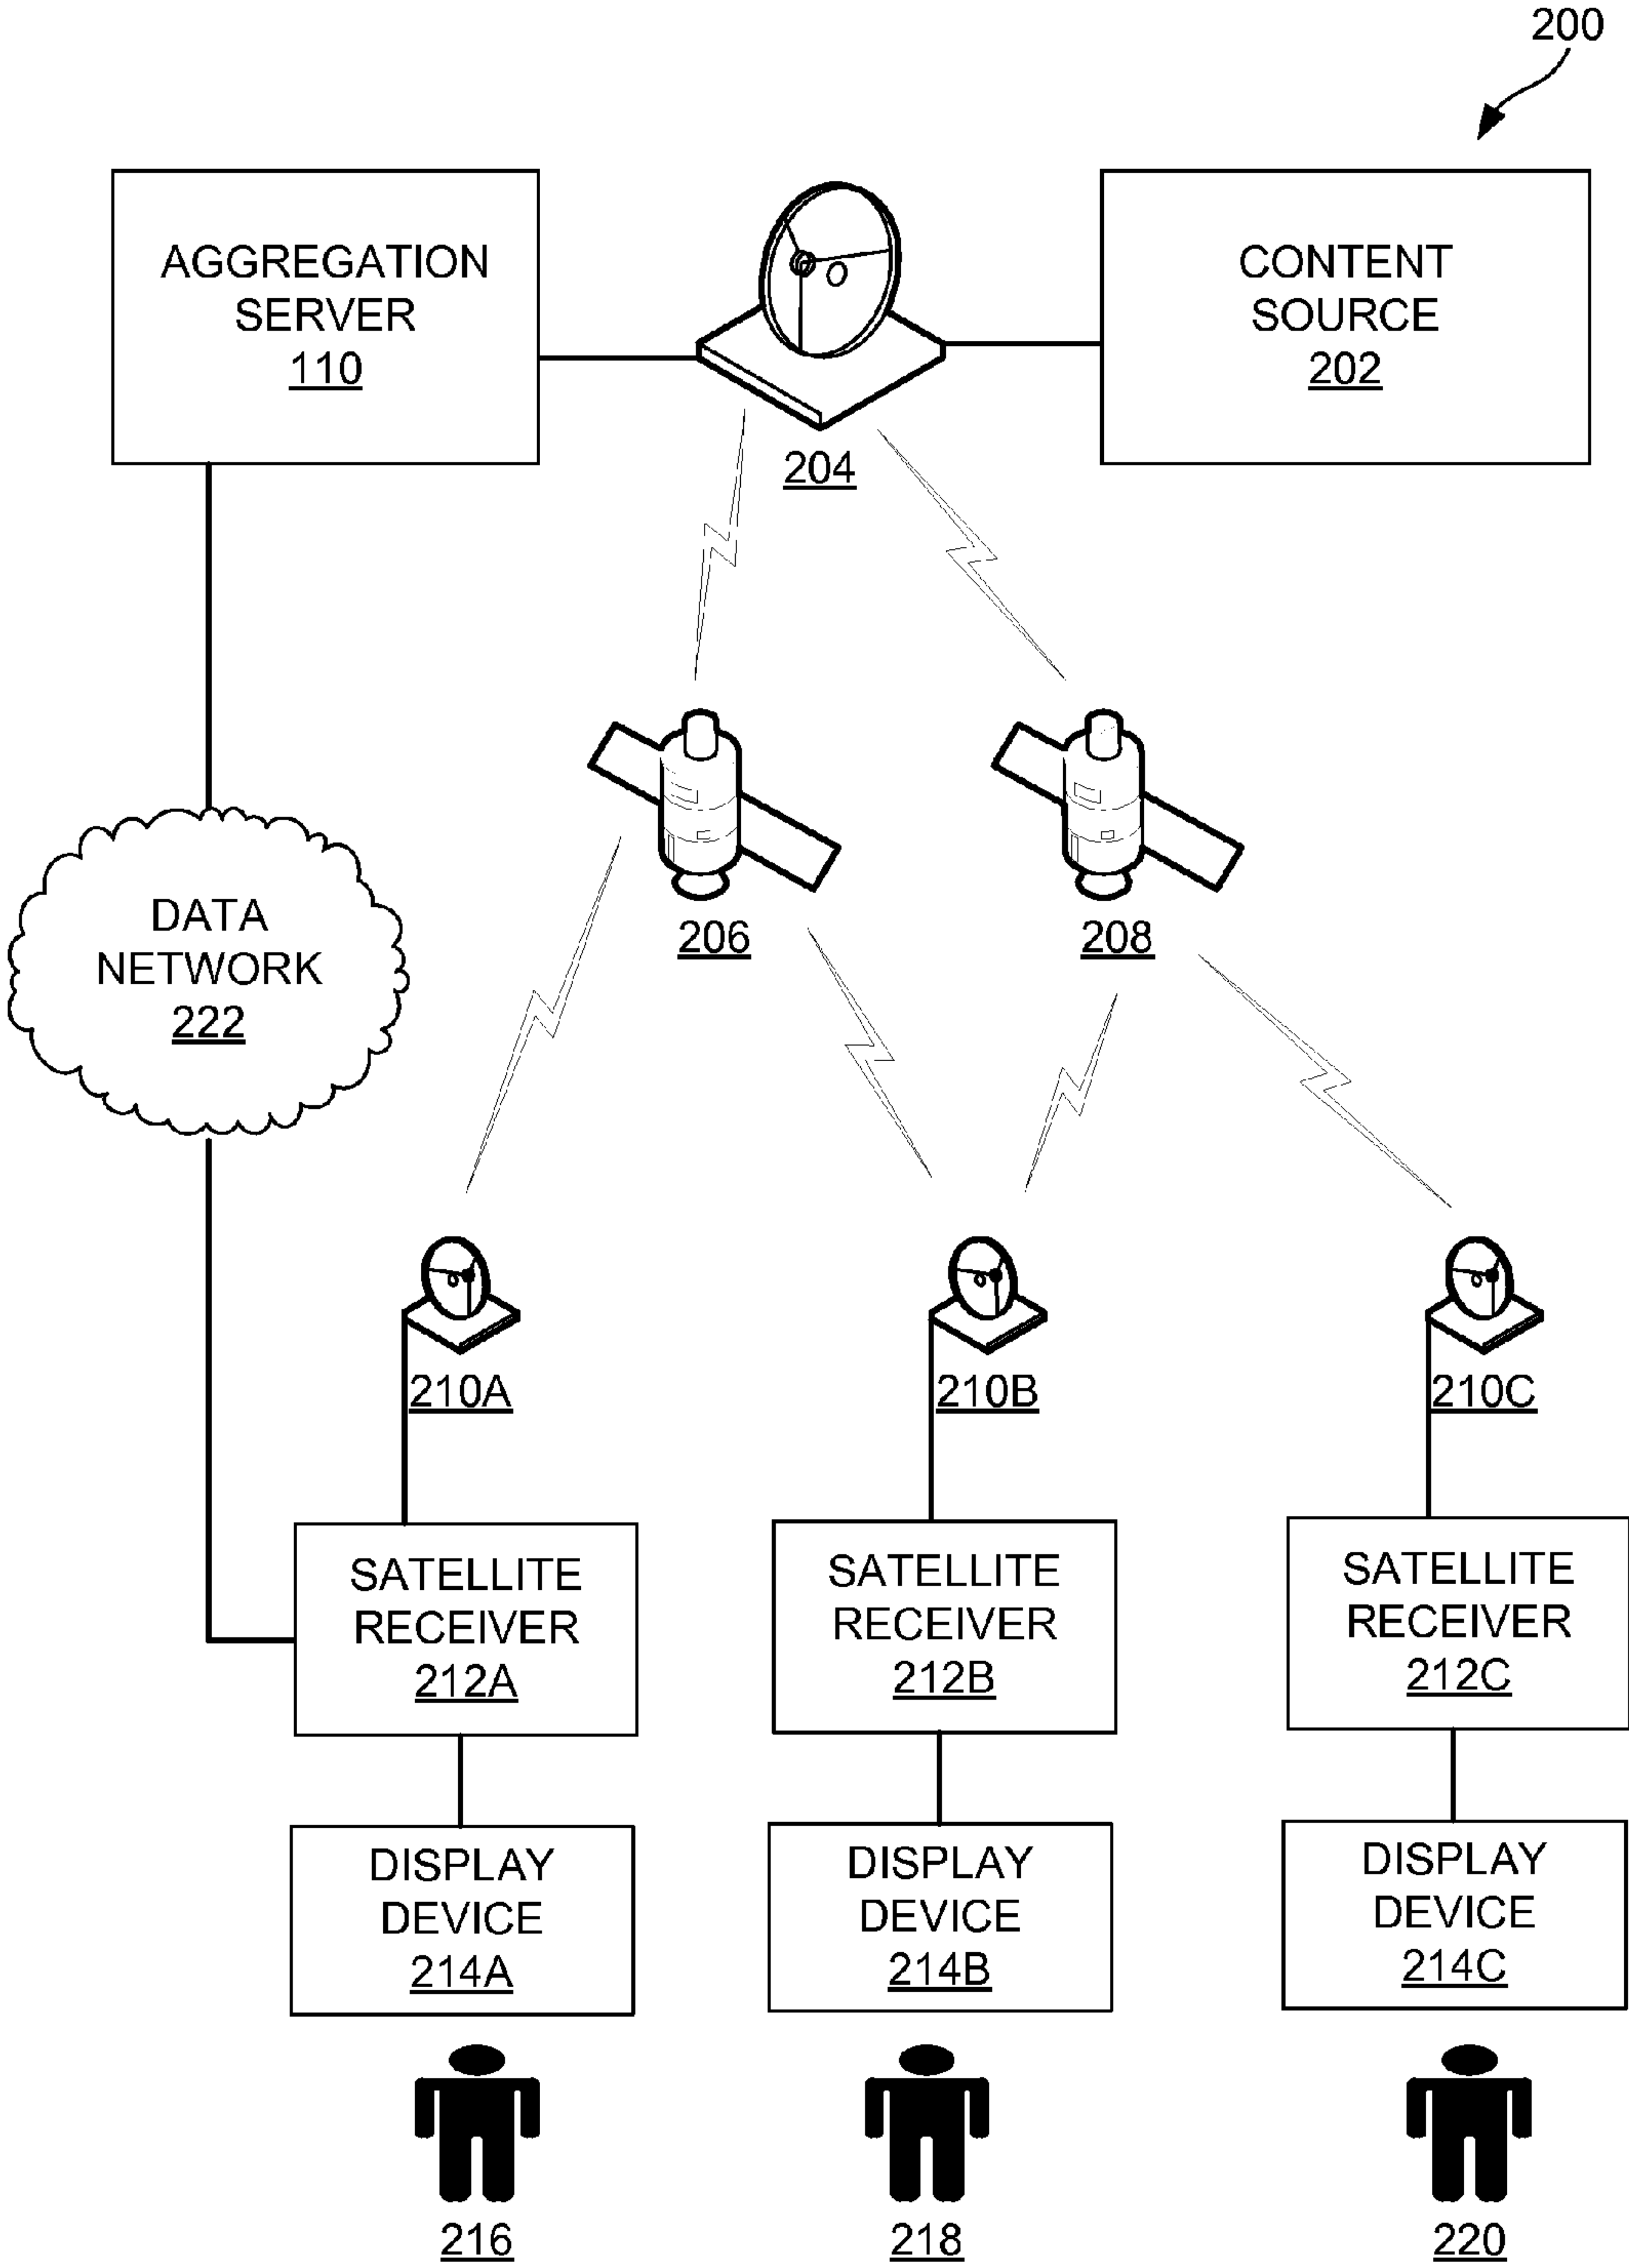 200
AGGREGATION
SERVER
110
CONTENT
SOURCE
202
204
206
208
DATA
NETWORK
222
210A
210B
210C
SATELLITE
RECEIVER
212A
SATELLITE
RECEIVER
212B
SATELLITE
RECEIVER
212C
DISPLAY
DEVICE
214A
DISPLAY
DEVICE
214B
DISPLAY
DEVICE
214C
216
218
220